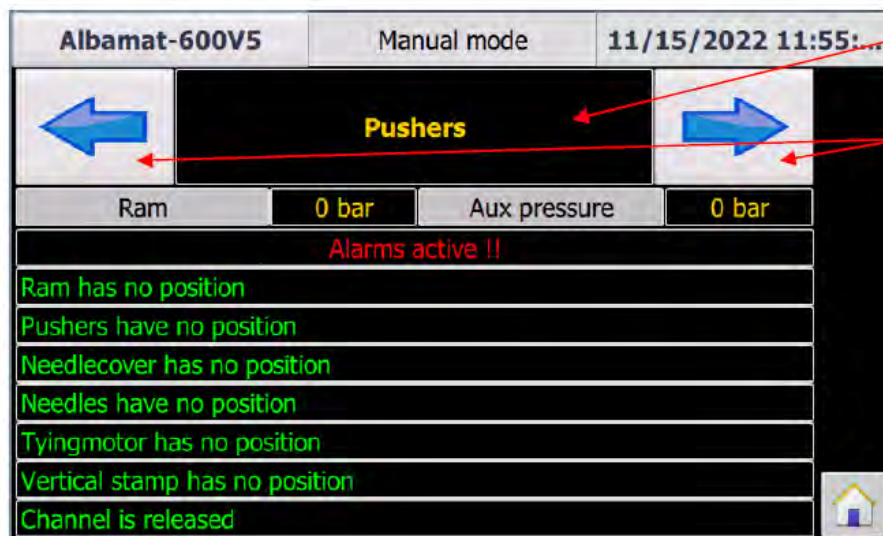 Albamat-600V5 Manual mode 11/15/2022 11:55:...
Pushers
Ram 0 bar Aux pressure 0 bar
Alarms active !!
Ram has no position
Pushers have no position
Needlecover has no position
Needles have no position
Tyingmotor has no position
Vertical stamp has no position
Channel is released